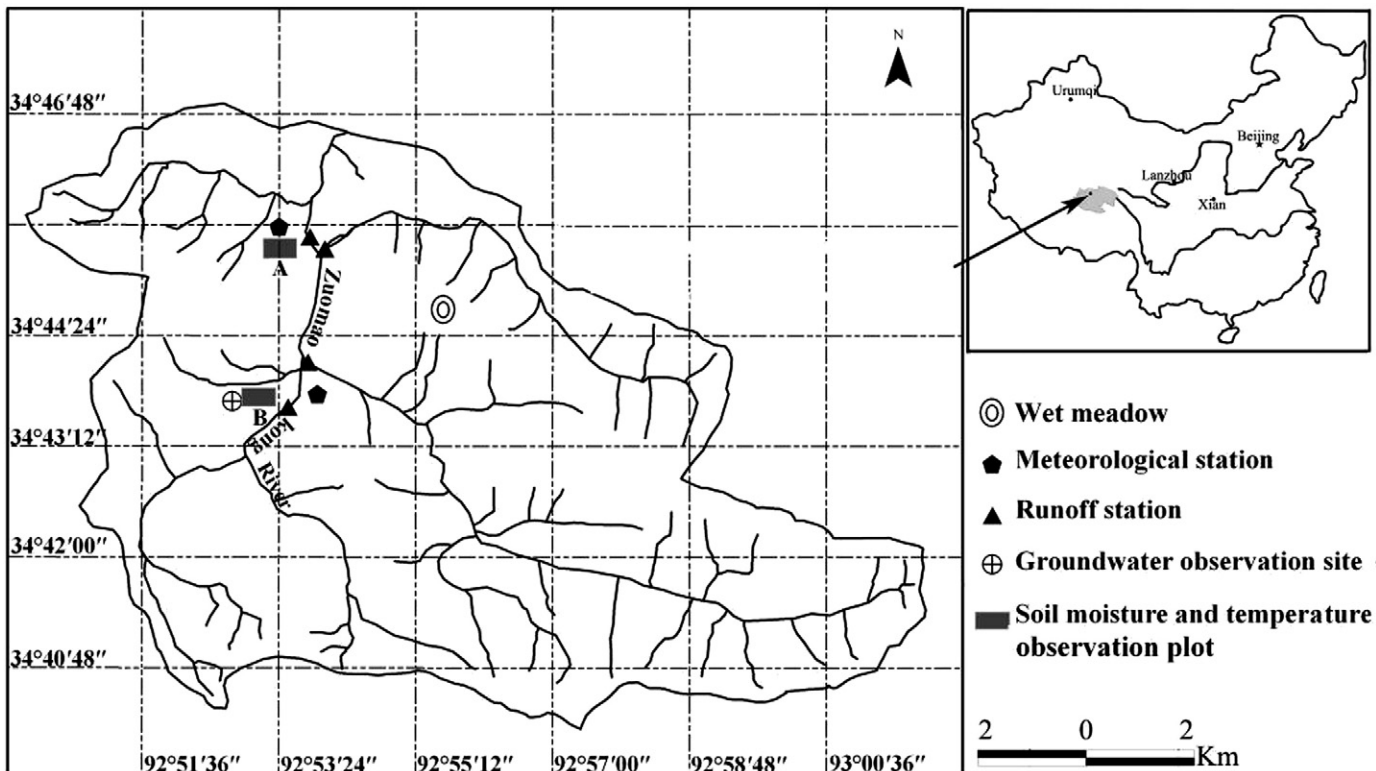 N
34°46′48″
A
Zuomao
34°44′24″
B
kong
34°43′12″
River
34°42′00″
34°40′48″
92°51′36″
92°53′24″
92°55′12″
92°57′00″
92°58′48″
93°00′36″
Urumqi
Beijing
Lanzhou
Xian
Wet meadow
Meteorological station
Runoff station
Groundwater observation site
Soil moisture and temperature
observation plot
2 0 2
Km